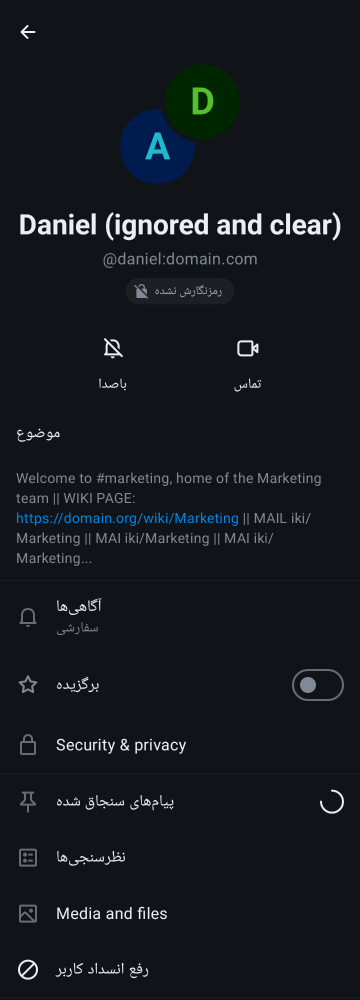 D
A
Daniel (ignored and clear)
@daniel:domain.com
رمزنگارش نشده
باصدا
تماس
موضوع
Welcome to #marketing, home of the Marketing
team || WIKI PAGE:
https://domain.org/wiki/Marketing || MAIL iki/
Marketing || MAI iki/Marketing || MAI iki/
Marketing...
آگاهی‌ها
سفارشی
برگزیده
Security & privacy
پیام‌های سنجاق شده
نظرسنجی‌ها
Media and files
رفع انسداد کاربر